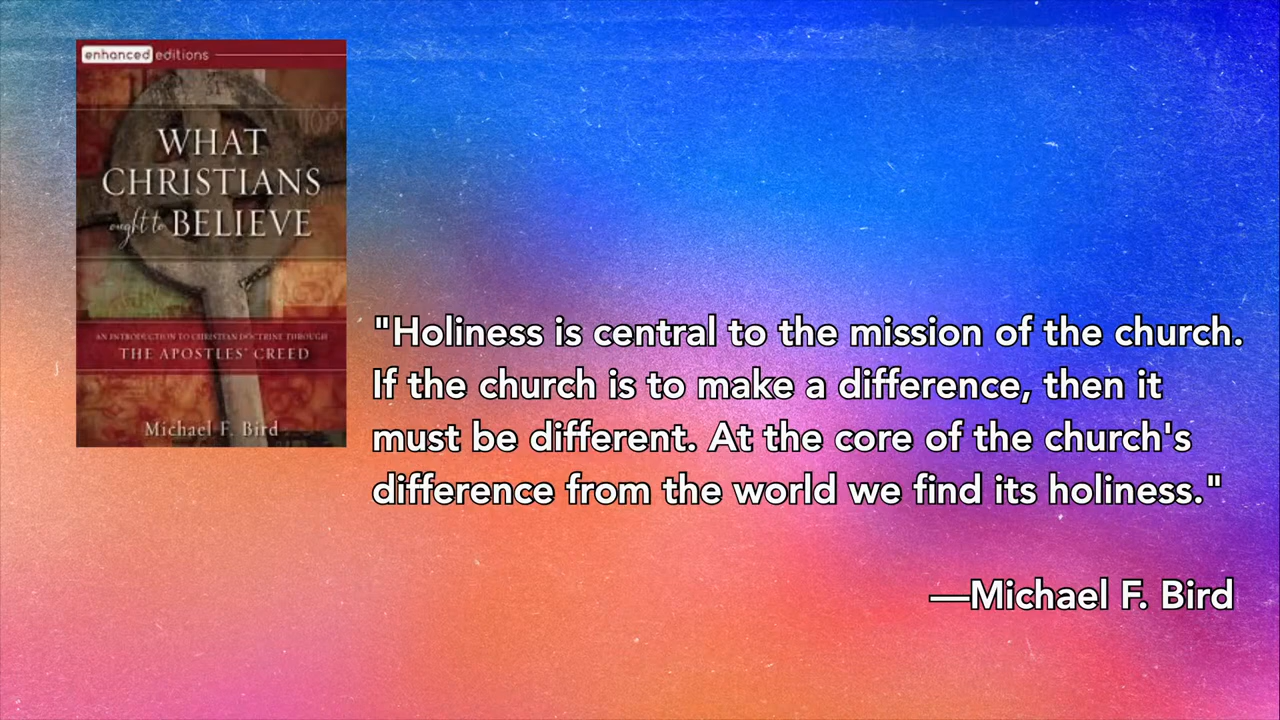 enhanced editions
WHAT
CHRISTIANS
ought to BELIEVE
AN INTRODUCTION TO CHRISTIAN DOCTRINE THROUGH
THE APOSTLES' CREED
Michael F. Bird
"Holiness is central to the mission of the church.
If the church is to make a difference, then it
must be different. At the core of the church's
difference from the world we find its holiness."
—Michael F. Bird